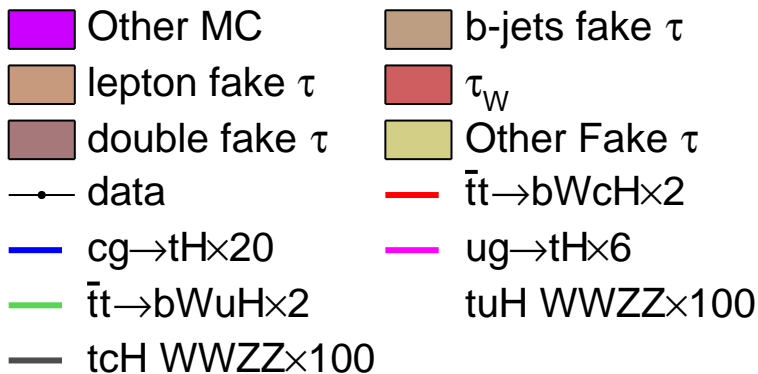 Other MC b-jets fake τ
lepton fake τ τ_W
double fake τ Other Fake τ
data t̄t→bWcH×2
cg→tH×20 ug→tH×6
t̄t→bWuH×2 tuH WWZZ×100
tcH WWZZ×100